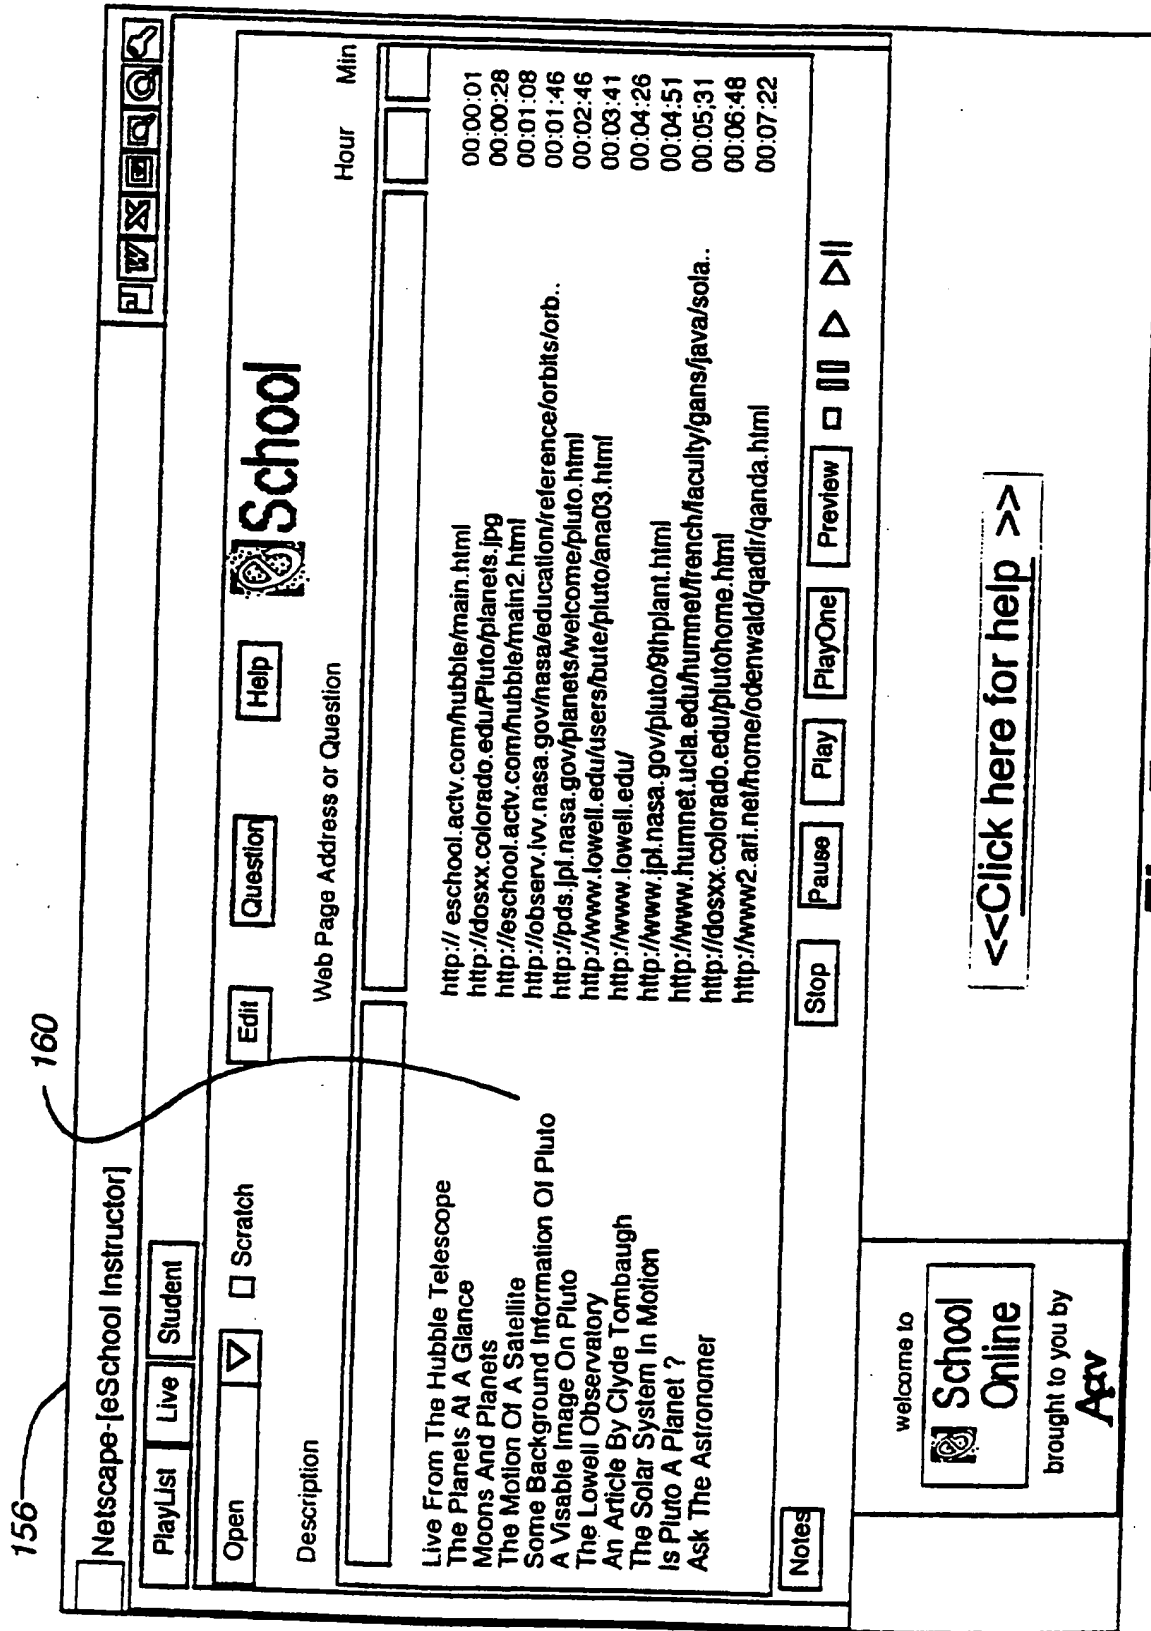 156
160
Netscape-[eSchool Instructor]
PlayList Live Student
Open Scratch Edit Question Help School
Description Web Page Address or Question Hour Min
Live From The Hubble Telescope http:// eschool.actv.com/hubble/main.html 00:00:01
The Planets At A Glance http://dosxx.colorado.edu/Pluto/planets.jpg 00:00:28
Moons And Planets http://eschool.actv.com/hubble/main2.html 00:01:08
The Motion Of A Satellite http://observ.ivv.nasa.gov/nasa/education/reference/orbits/orb.. 00:01:46
Some Background Information Of Pluto http://pds.jpl.nasa.gov/planets/welcome/pluto.html 00:02:46
A Visable Image On Pluto http://www.lowell.edu/users/bute/pluto/ana03.html 00:03:41
The Lowell Observatory http://www.lowell.edu/ 00:04:26
An Article By Clyde Tombaugh http://www.jpl.nasa.gov/pluto/9thplant.html 00:04:51
The Solar System In Motion http://www.humnet.ucla.edu/humnet/french/faculty/gans/java/sola.. 00:05;31
Is Pluto A Planet ? http://dosxx.colorado.edu/plutohome.html 00:06:48
Ask The Astronomer http://www2.ari.net/home/odenwald/qadir/qanda.html 00:07:22
Notes Stop Pause Play PlayOne Preview
welcome to
School
Online
brought to you by
Actv
<<Click here for help >>